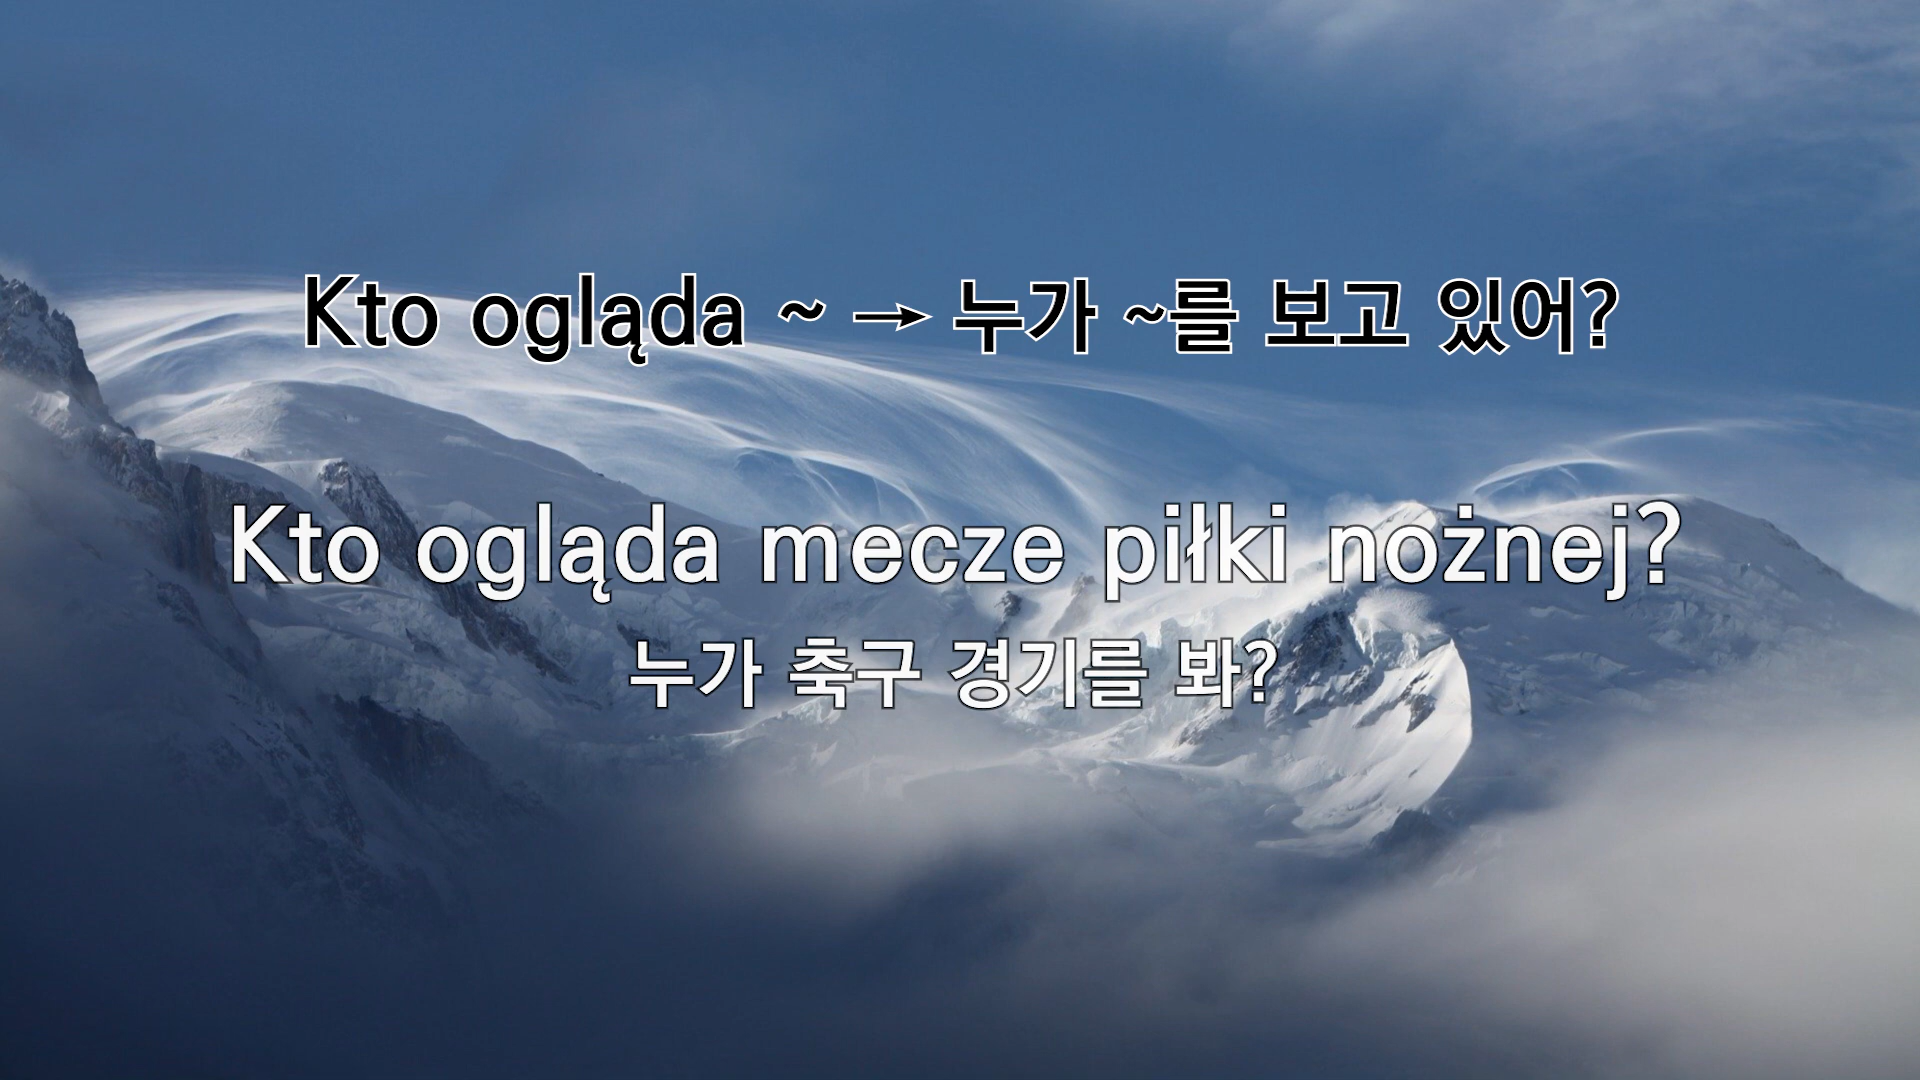 Kto ogląda ~ → 누가 ~를 보고 있어?
Kto ogląda mecze piłki nożnej?
누가 축구 경기를 봐?